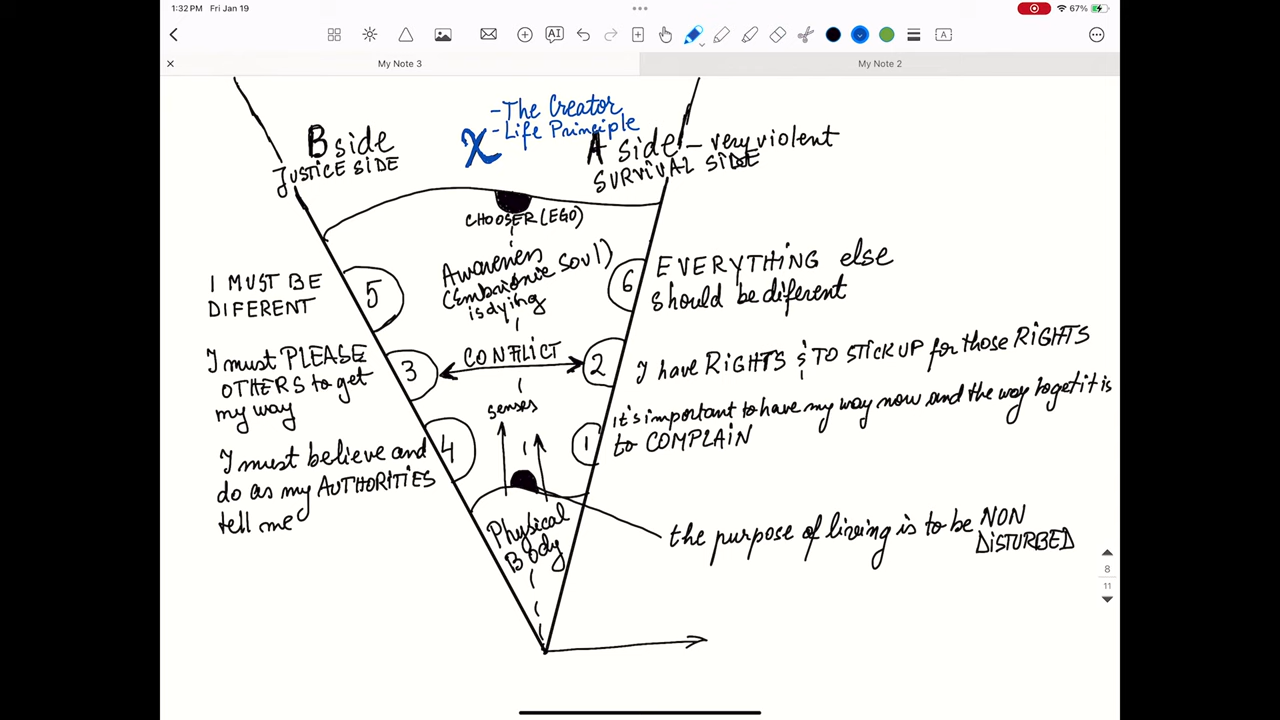 1:32 PM Fri Jan 19
67%
AI
A
My Note 3
My Note 2
- The Creator
- Life Principle
X
B side
JUSTICE SIDE
A side - very violent
SURVIVAL SIDE
CHOOSER (EGO)
Awareness
(Embrionic soul)
is dying
I MUST BE
DIFERENT
5
6
EVERYTHING else
should be diferent
I must PLEASE
OTHERS to get
my way
3
CONFLICT
2
I have RIGHTS & TO STICK UP for those RIGHTS
senses
it's important to have my way now and the way to get it is
to COMPLAIN
1
I must believe and
do as my AUTHORITIES
tell me
4
Physical
Body
the purpose of living is to be NON
DISTURBED
8
11